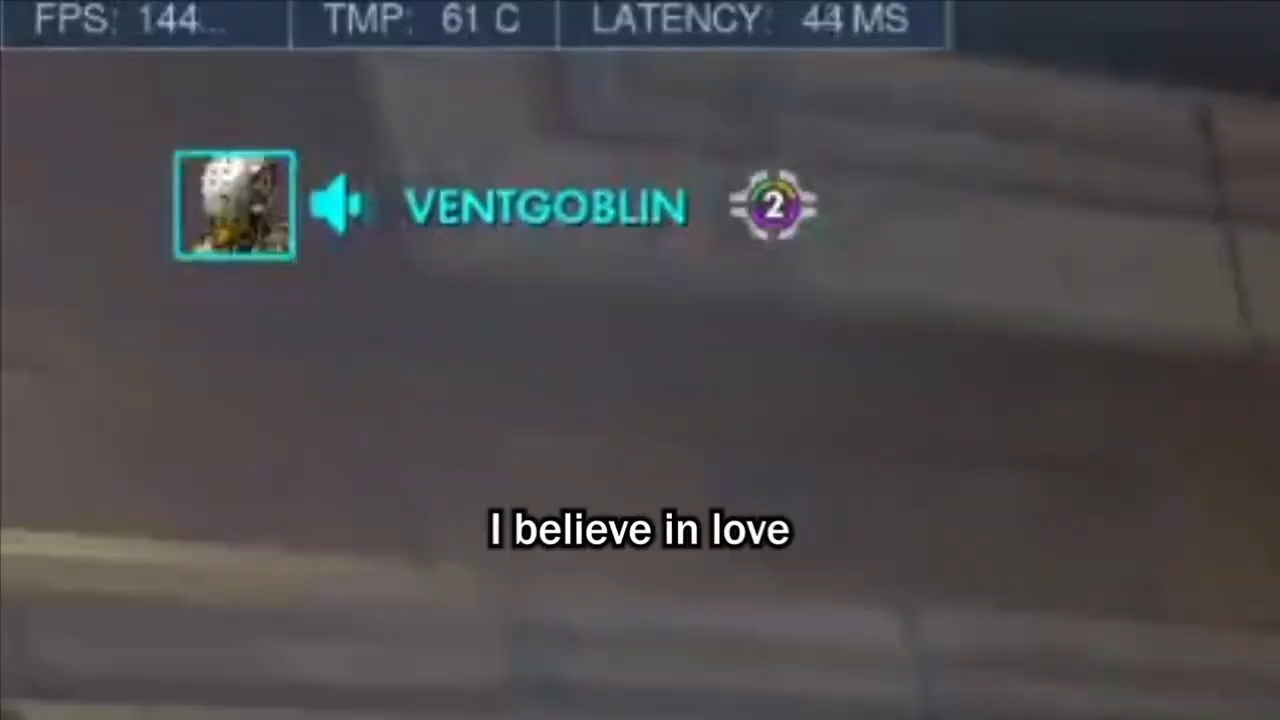 FPS: 144...
TMP: 61 C
LATENCY: 44 MS
VENTGOBLIN
2
I believe in love